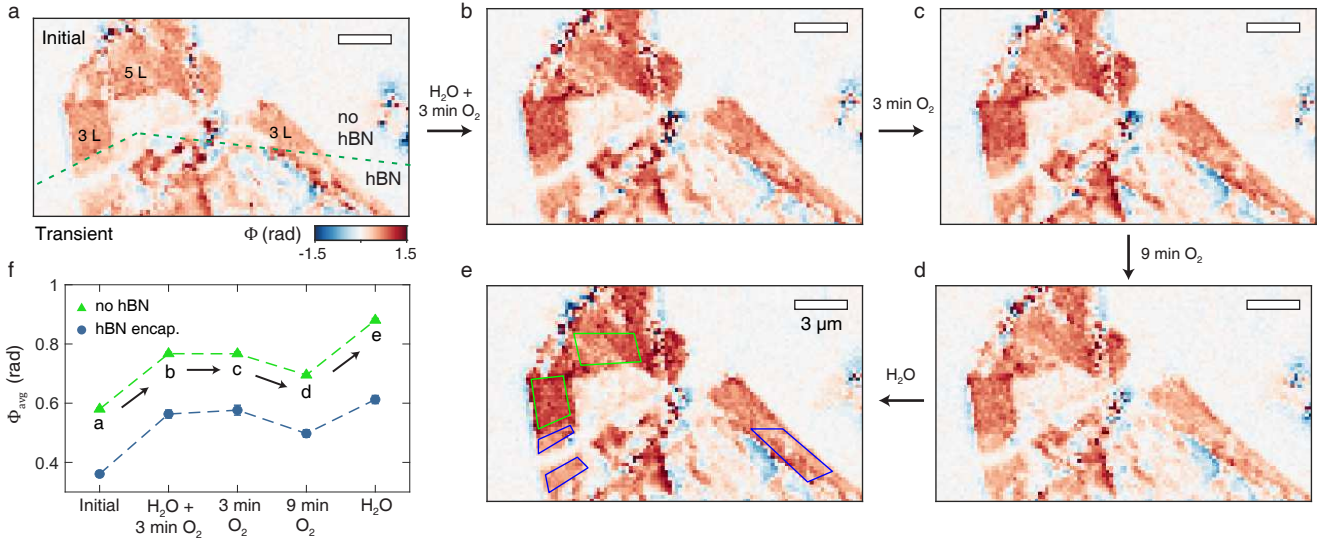 a
Initial
5 L
3 L
3 L
no
hBN
hBN
Transient
Φ (rad)
-1.5
1.5
H₂O +
3 min O₂
b
3 min O₂
c
9 min O₂
d
H₂O
e
3 µm
f
1
0.8
0.6
0.4
Φavg (rad)
no hBN
hBN encap.
a
b
c
d
e
Initial
H₂O +
3 min O₂
3 min
O₂
9 min
O₂
H₂O